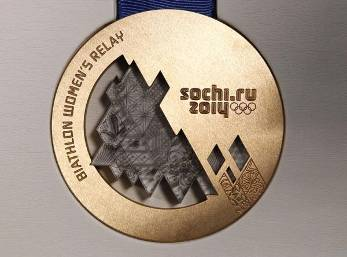 BIATHLON WOMEN'S RELAY
sochi.ru
2014